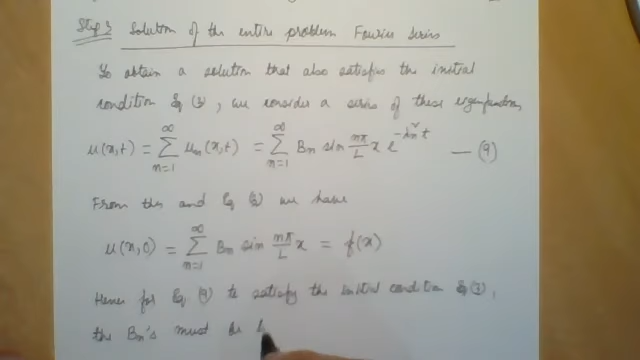 Step 3 Solution of the entire problem Fourier series
To obtain a solution that also satisfies the initial
condition Eq (3), we consider a series of these eigenfunctions,
u(x,t) = ∑_{n=1}^{∞} u_n(x,t) = ∑_{n=1}^{∞} B_n sin nπ/L x e^{-λ_n^2 t} — (9)
From this and Eq (3) we have
u(x,0) = ∑_{n=1}^{∞} B_n sin nπ/L x = f(x)
Hence for Eq (9) to satisfy the initial condition Eq (3),
the B_n's must be